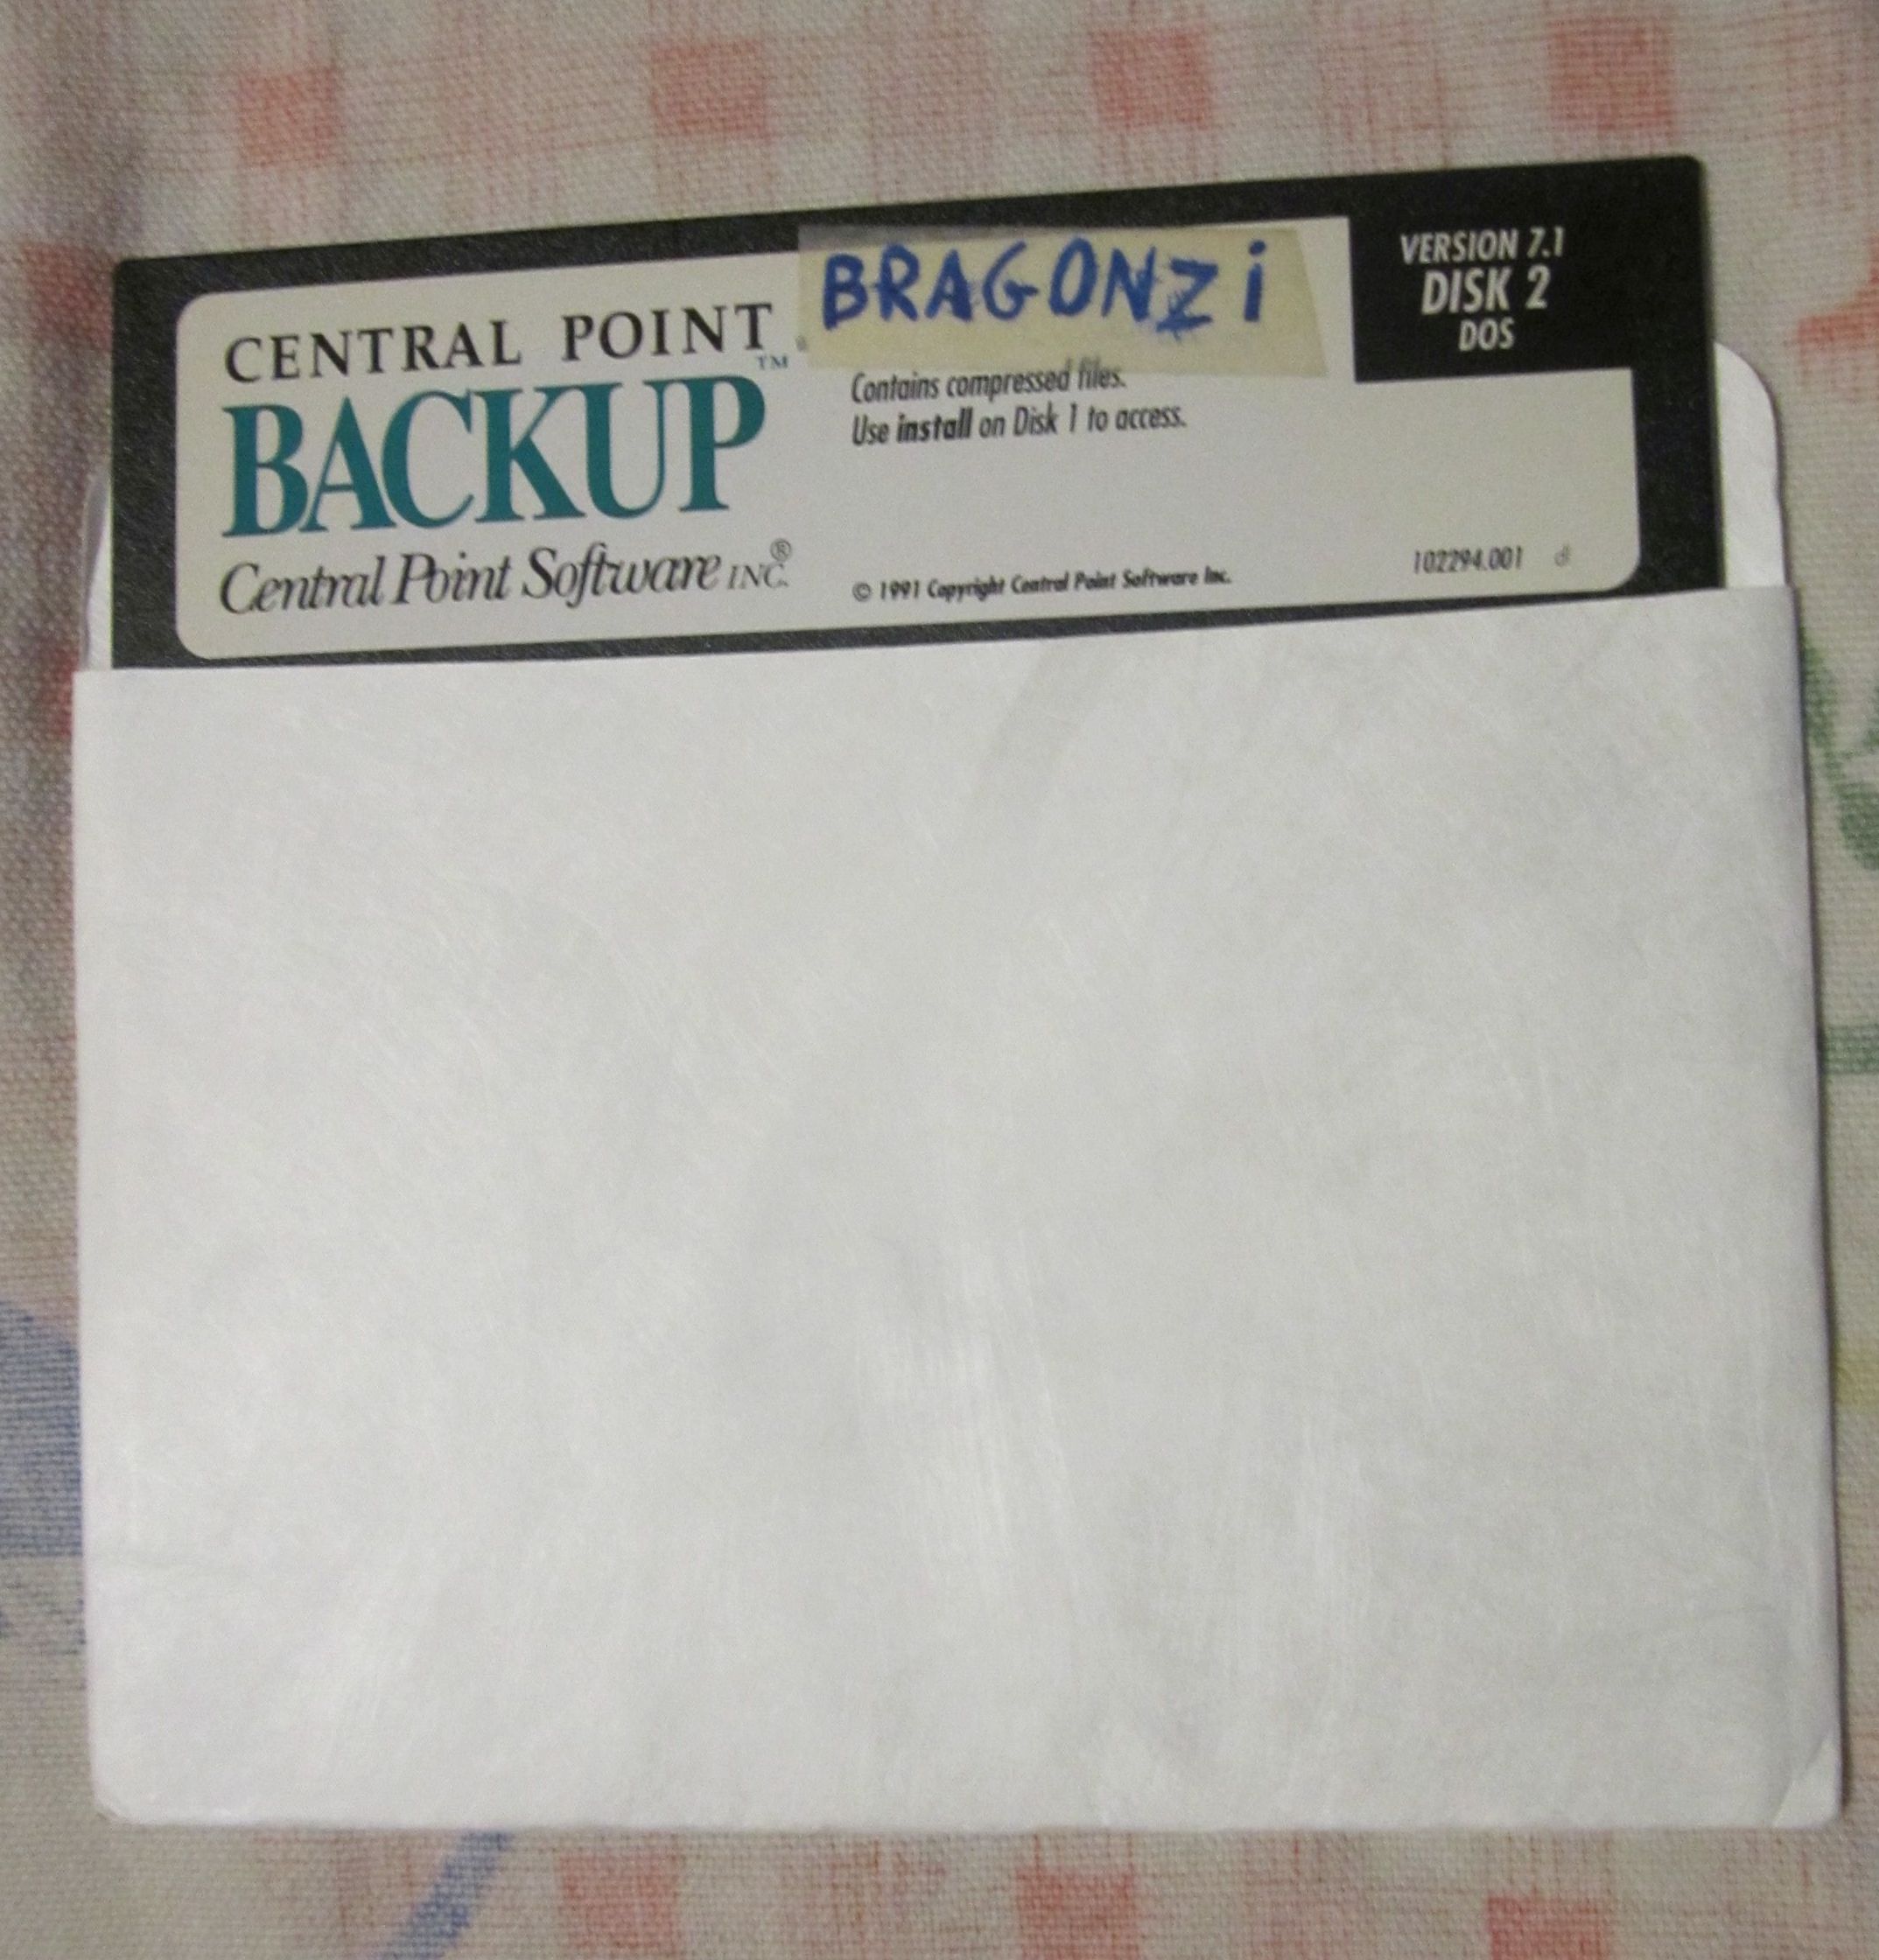 CENTRAL POINT
BACKUP™
Central Point Software INC.®
BRAGONZi
Contains compressed files.
Use install on Disk 1 to access.
© 1991 Copyright Central Point Software Inc.
VERSION 7.1
DISK 2
DOS
102294.001